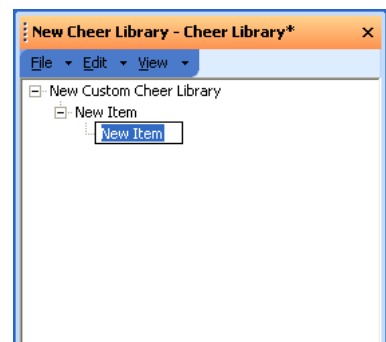 New Cheer Library - Cheer Library*
File Edit View
New Custom Cheer Library
New Item
New Item